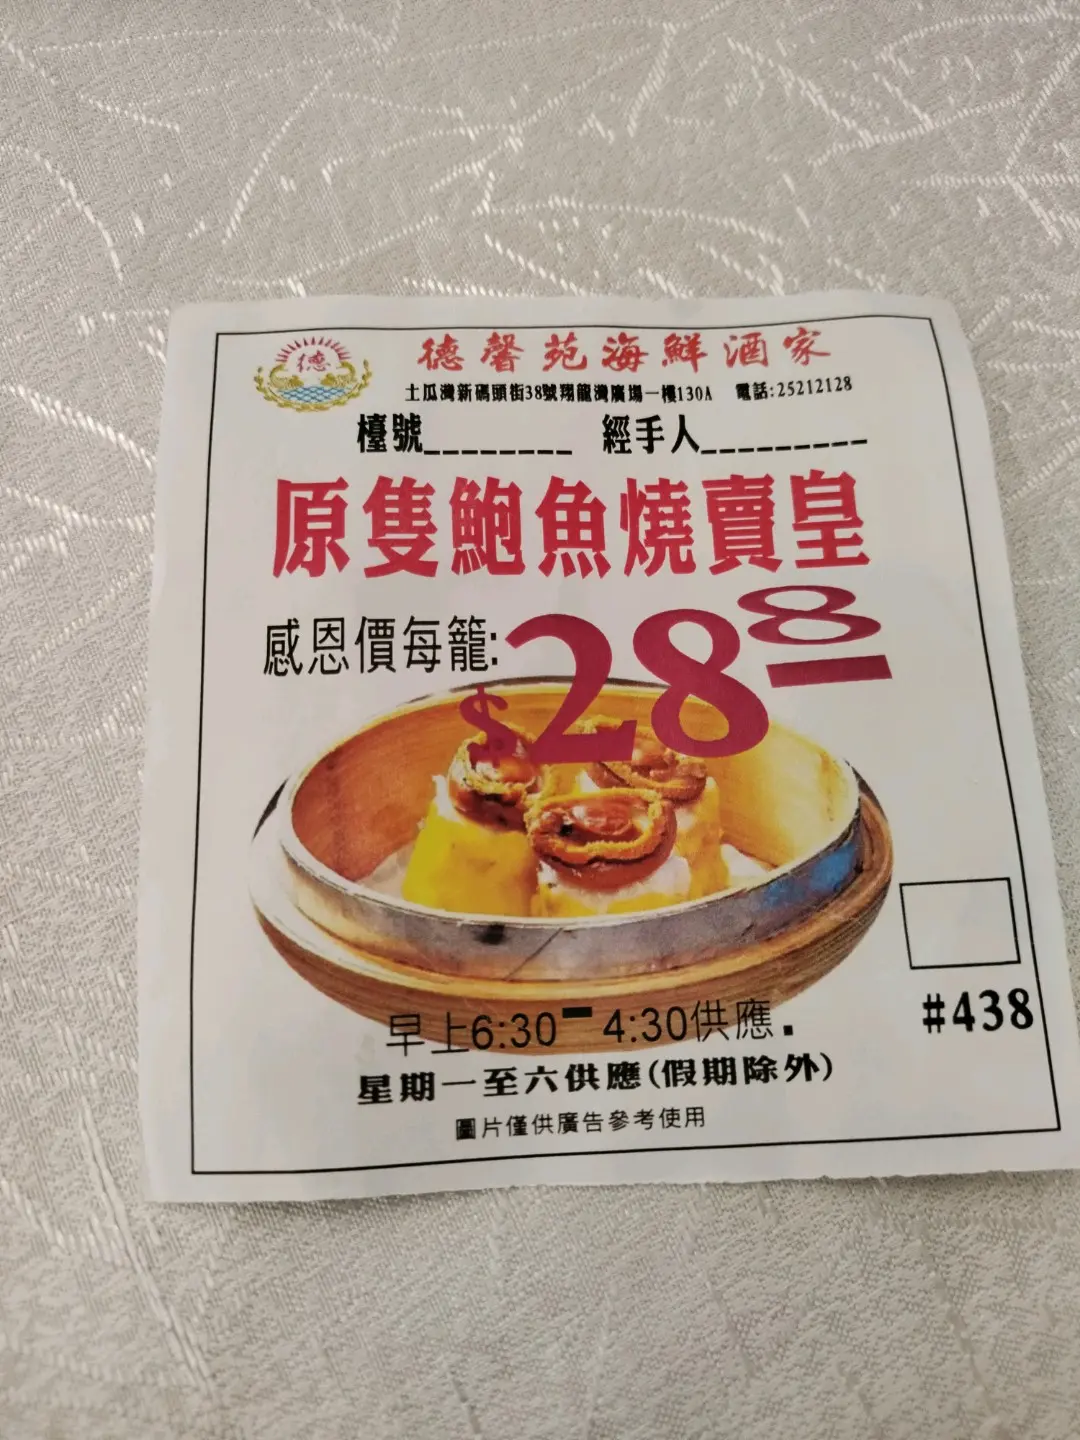 德
德馨苑海鮮酒家
土瓜灣新碼頭街38號翔龍灣廣場一樓130A 電話:25212128
檯號________ 經手人_________
原隻鮑魚燒賣皇
感恩價每籠:$28.8
早上6:30-4:30供應.
#438
星期一至六供應(假期除外)
圖片僅供廣告參考使用